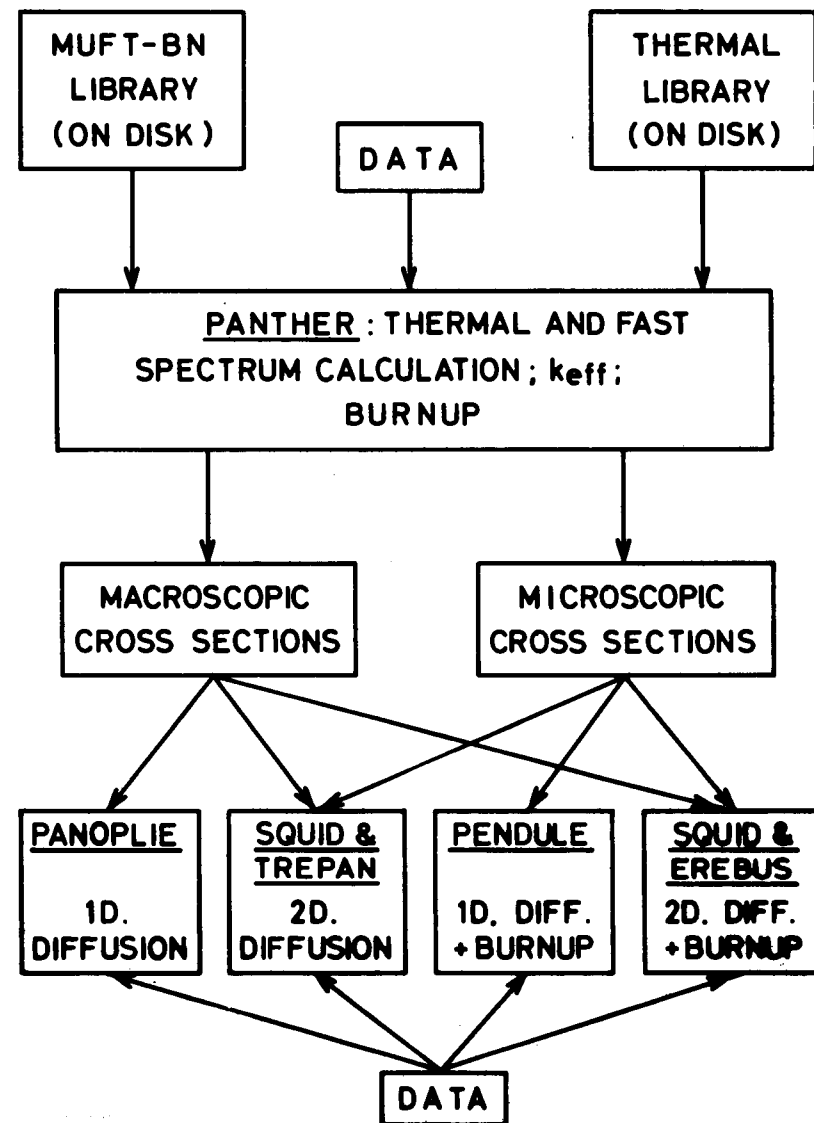 MUFT-BN
LIBRARY
(ON DISK)
THERMAL
LIBRARY
(ON DISK)
DATA
PANTHER : THERMAL AND FAST
SPECTRUM CALCULATION ; keff ;
BURNUP
MACROSCOPIC
CROSS SECTIONS
MICROSCOPIC
CROSS SECTIONS
PANOPLIE
1D.
DIFFUSION
SQUID &
TREPAN
2D.
DIFFUSION
PENDULE
1D. DIFF.
+BURNUP
SQUID &
EREBUS
2D. DIFF.
+BURNUP
DATA